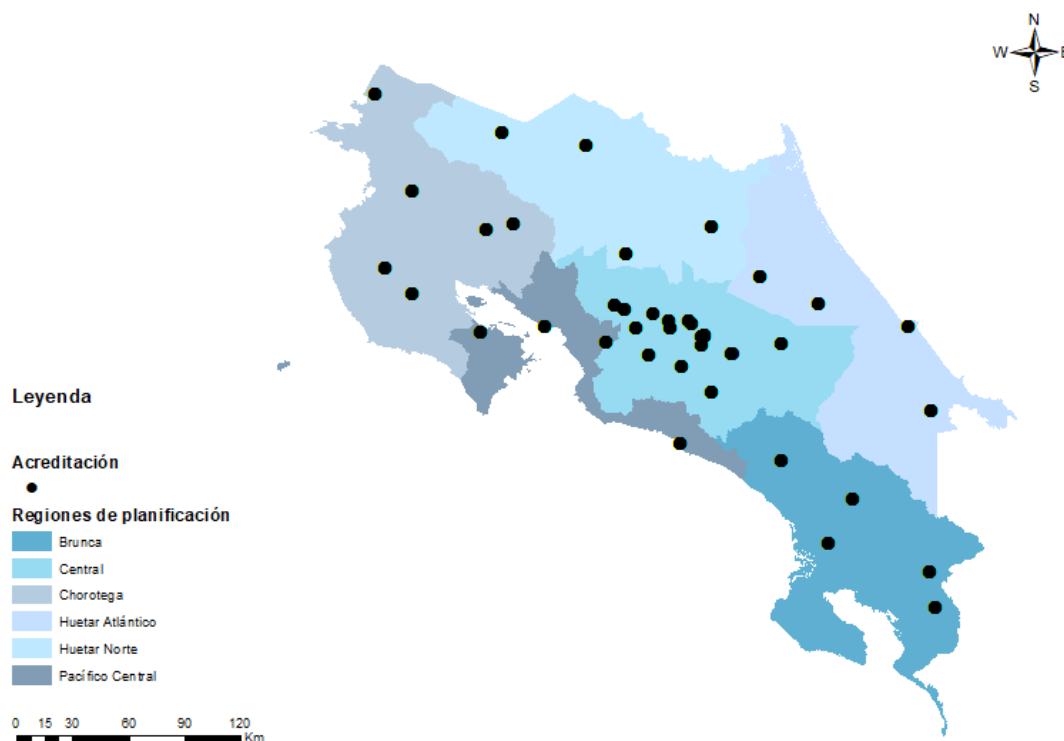 N
W E
S
Leyenda
Acreditación
Regiones de planificación
Brunca
Central
Chorotega
Huetar Atlántico
Huetar Norte
Pacífico Central
0 15 30 60 90 120
Km